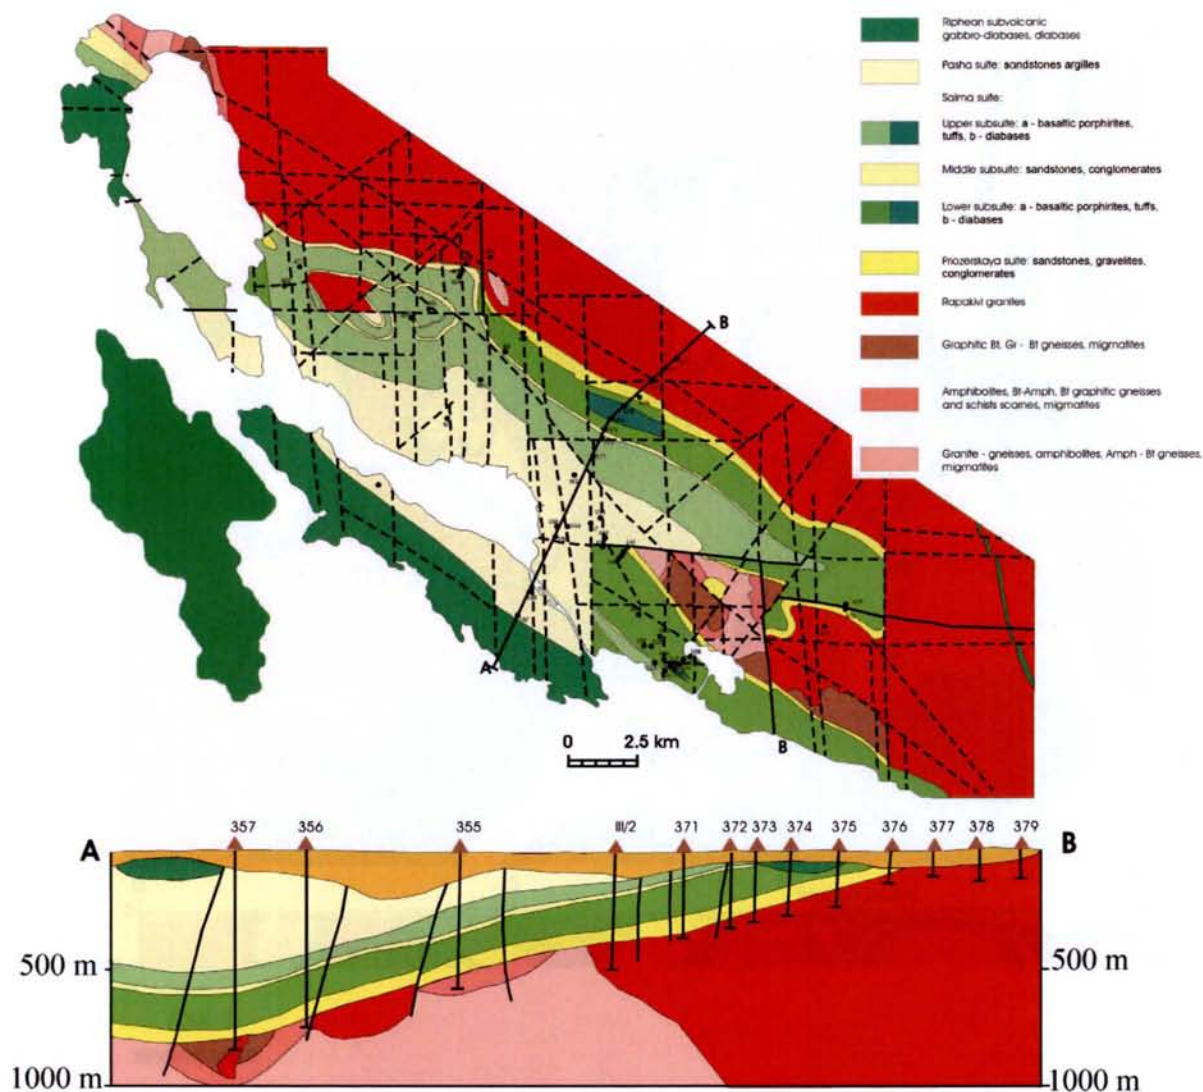 Riphean subvolcanic
gabbro-diabases, diabases
Pasha suite: sandstones argilles
Salma suite:
Upper subsuite: a - basaltic porphirites,
tuffs, b - diabases
Middle subsuite: sandstones, conglomerates
Lower subsuite: a - basaltic porphirites, tuffs,
b - diabases
Priozerskaya suite: sandstones, gravelites,
conglomerates
Rapakivi granites
Graphitic Bt, Gr - Bt gneisses, migmatites
Amphibolites, Bt-Amph, Bt graphitic gneisses
and schists scarnes, migmatites
Granite - gneisses, amphibolites, Amph - Bt gneisses,
migmatites
B
A
B
0 2.5 km
A 357 356 355 III/2 371 372 373 374 375 376 377 378 379 B
500 m 500 m
1000 m 1000 m